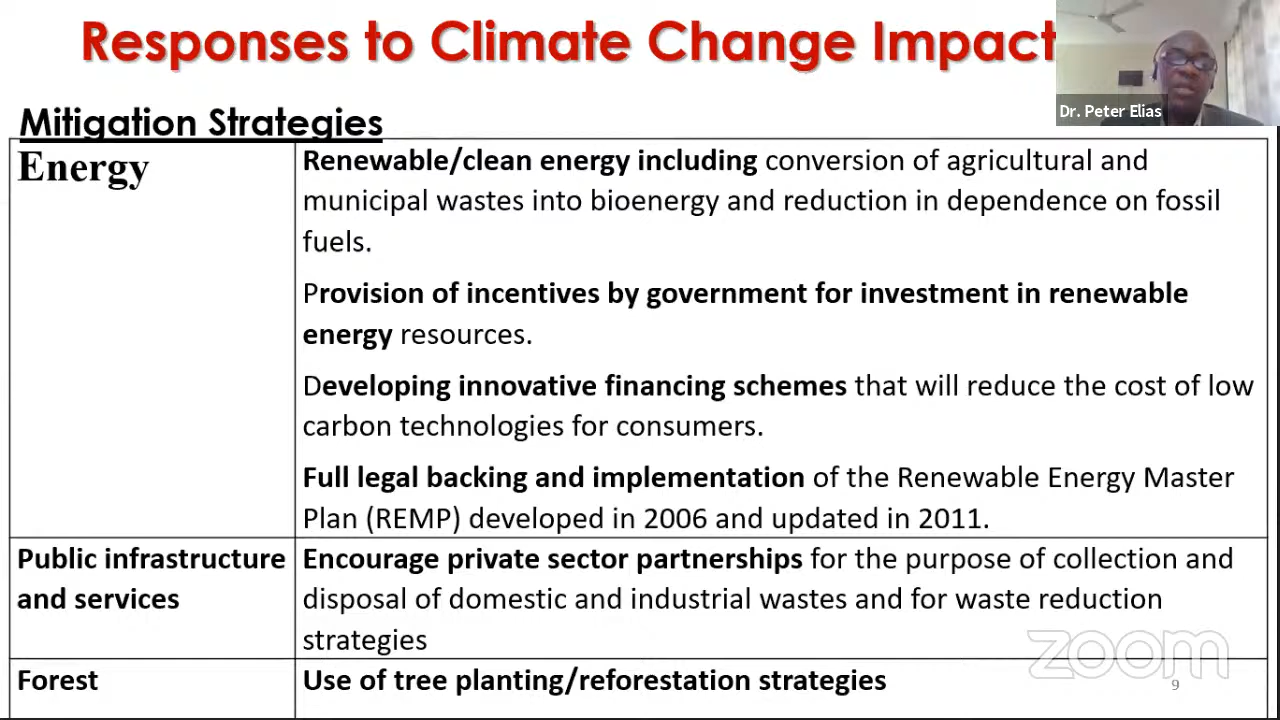 Responses to Climate Change Impact
Dr. Peter Elias
Mitigation Strategies
Energy
Renewable/clean energy including conversion of agricultural and
municipal wastes into bioenergy and reduction in dependence on fossil
fuels.
Provision of incentives by government for investment in renewable
energy resources.
Developing innovative financing schemes that will reduce the cost of low
carbon technologies for consumers.
Full legal backing and implementation of the Renewable Energy Master
Plan (REMP) developed in 2006 and updated in 2011.
Public infrastructure
and services
Encourage private sector partnerships for the purpose of collection and
disposal of domestic and industrial wastes and for waste reduction
strategies
Forest
Use of tree planting/reforestation strategies
zoom
9